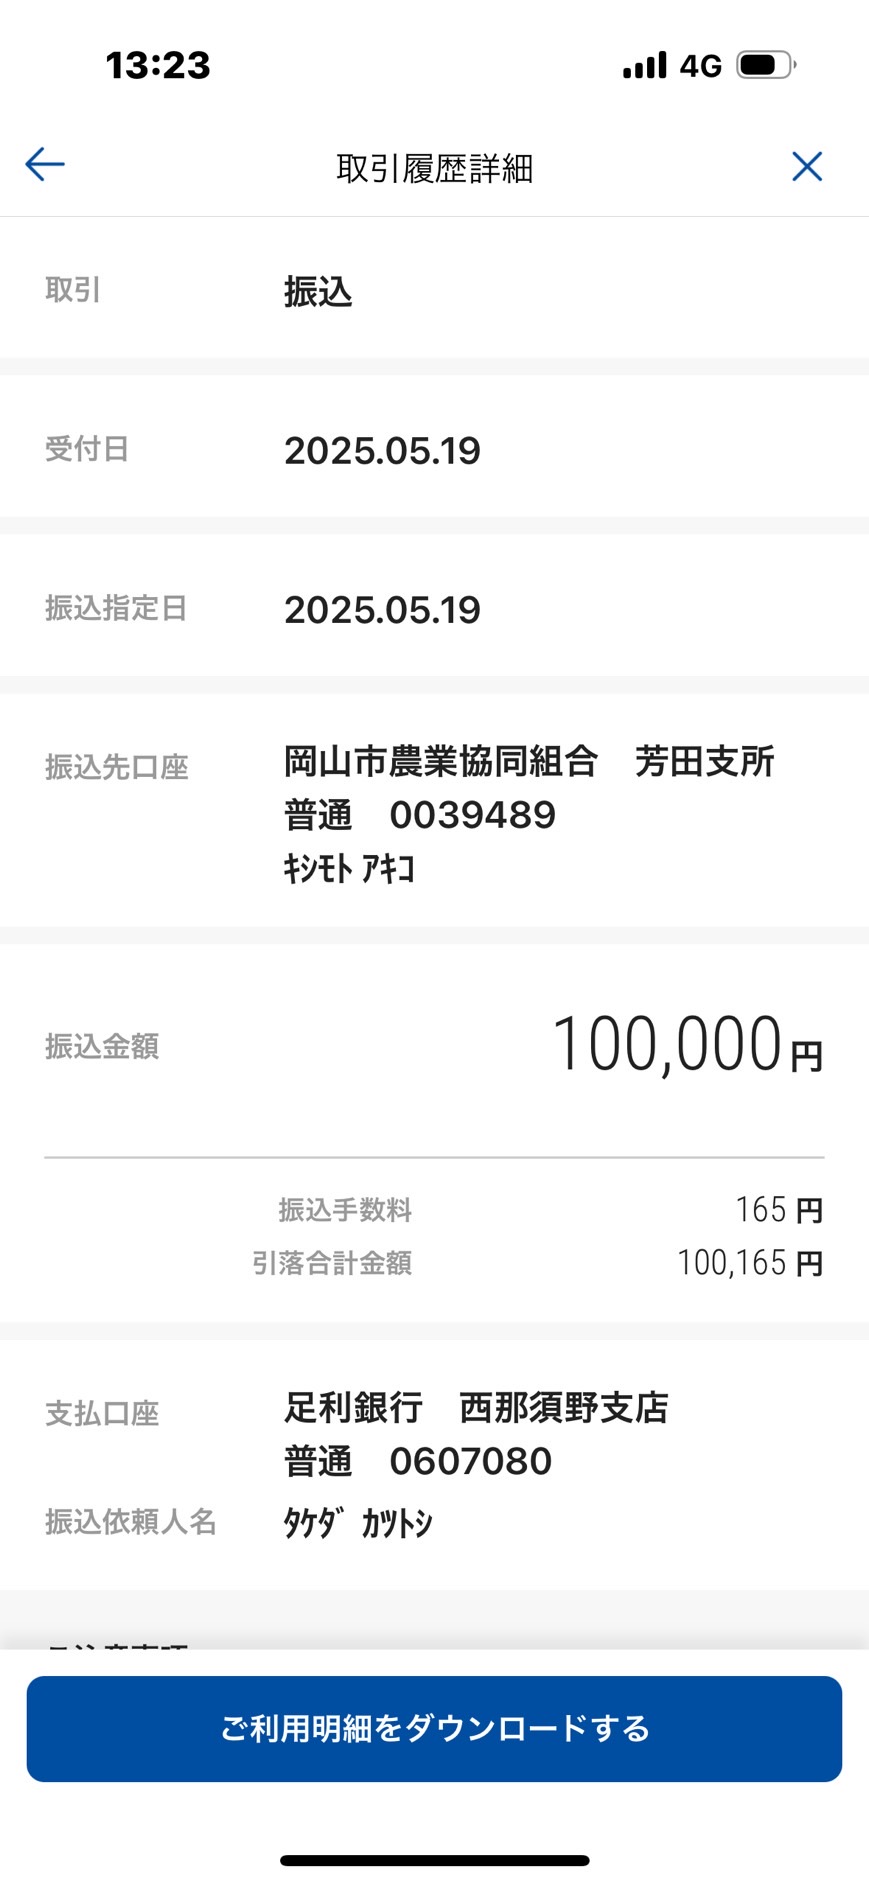 13:23 4G
取引履歴詳細
取引 振込
受付日 2025.05.19
振込指定日 2025.05.19
振込先口座 岡山市農業協同組合　芳田支所
普通　0039489
ｷｼﾓﾄ ｱｷｺ
振込金額 100,000円
振込手数料 165 円
引落合計金額 100,165 円
支払口座 足利銀行　西那須野支店
普通　0607080
振込依頼人名 ﾀｹﾀﾞ ｶﾂﾄｼ
ご利用明細をダウンロードする